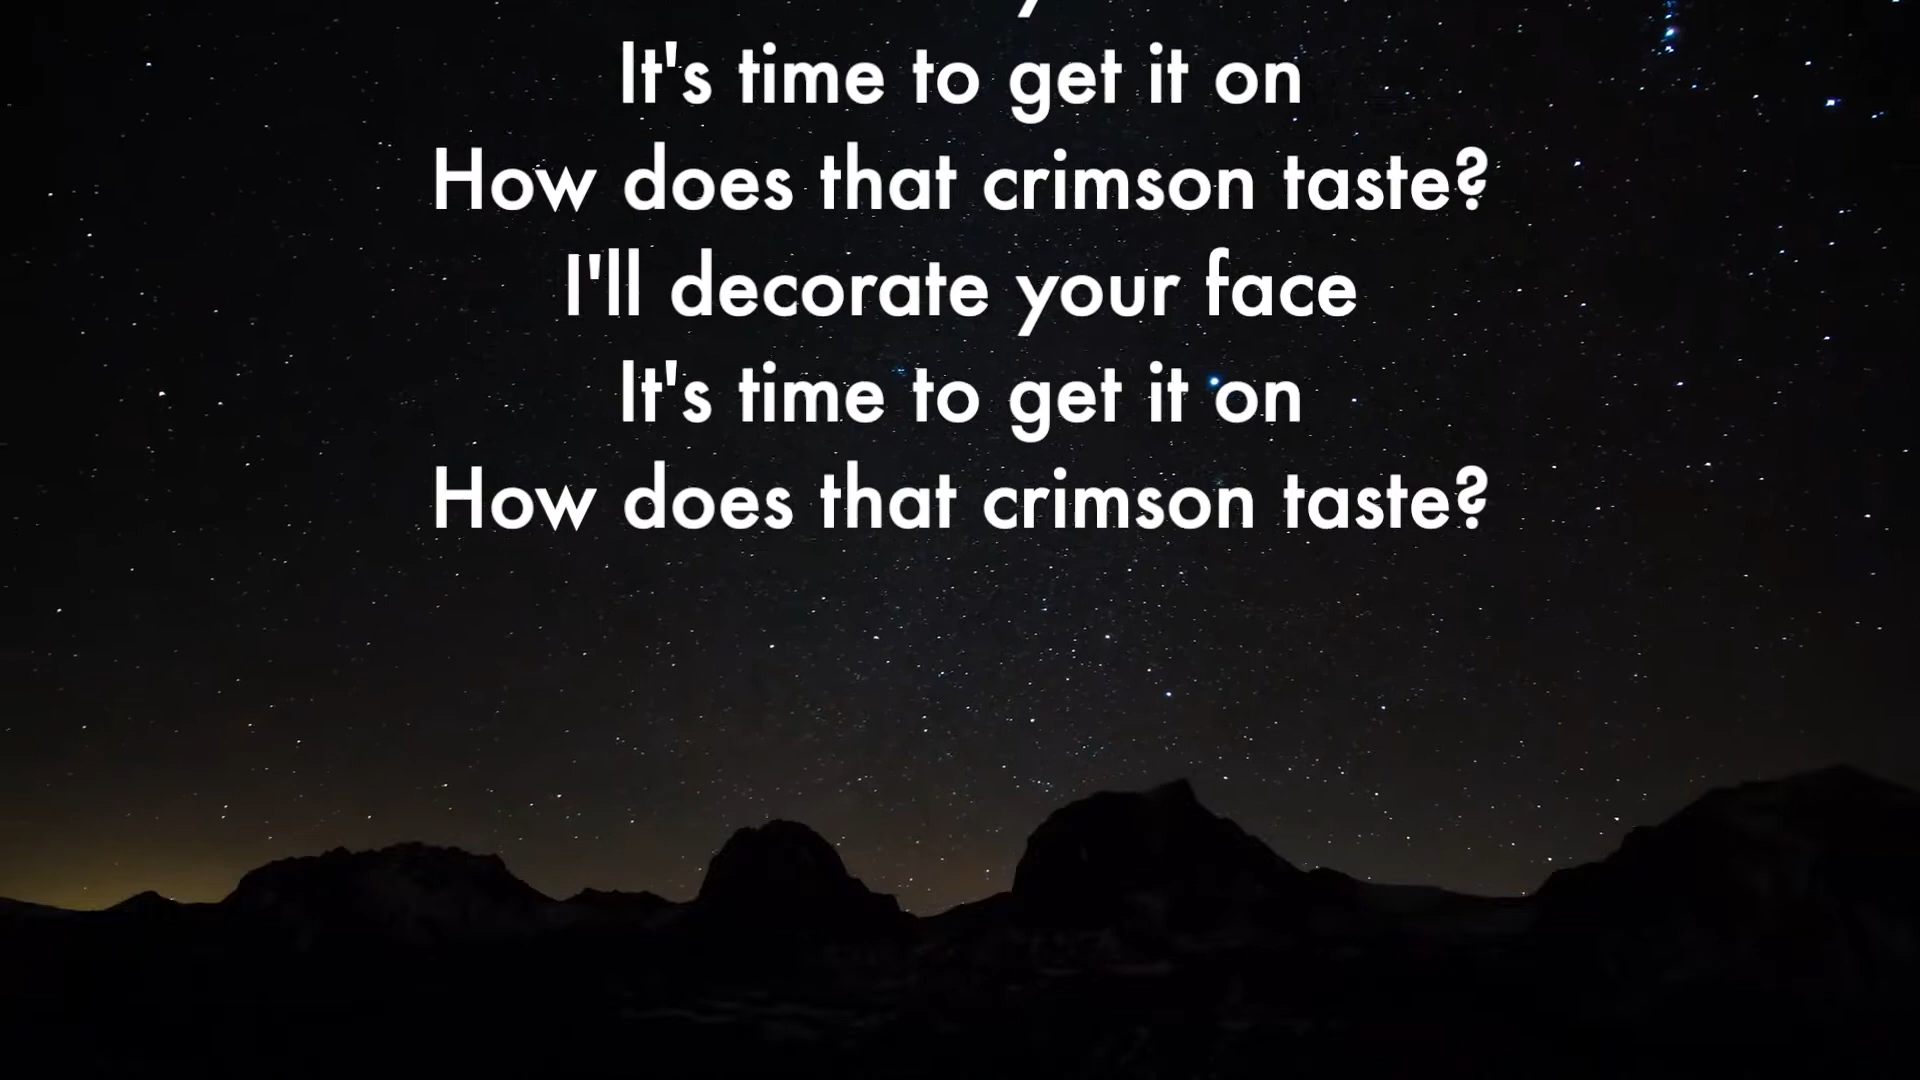 It's time to get it on
How does that crimson taste?
I'll decorate your face
It's time to get it on
How does that crimson taste?